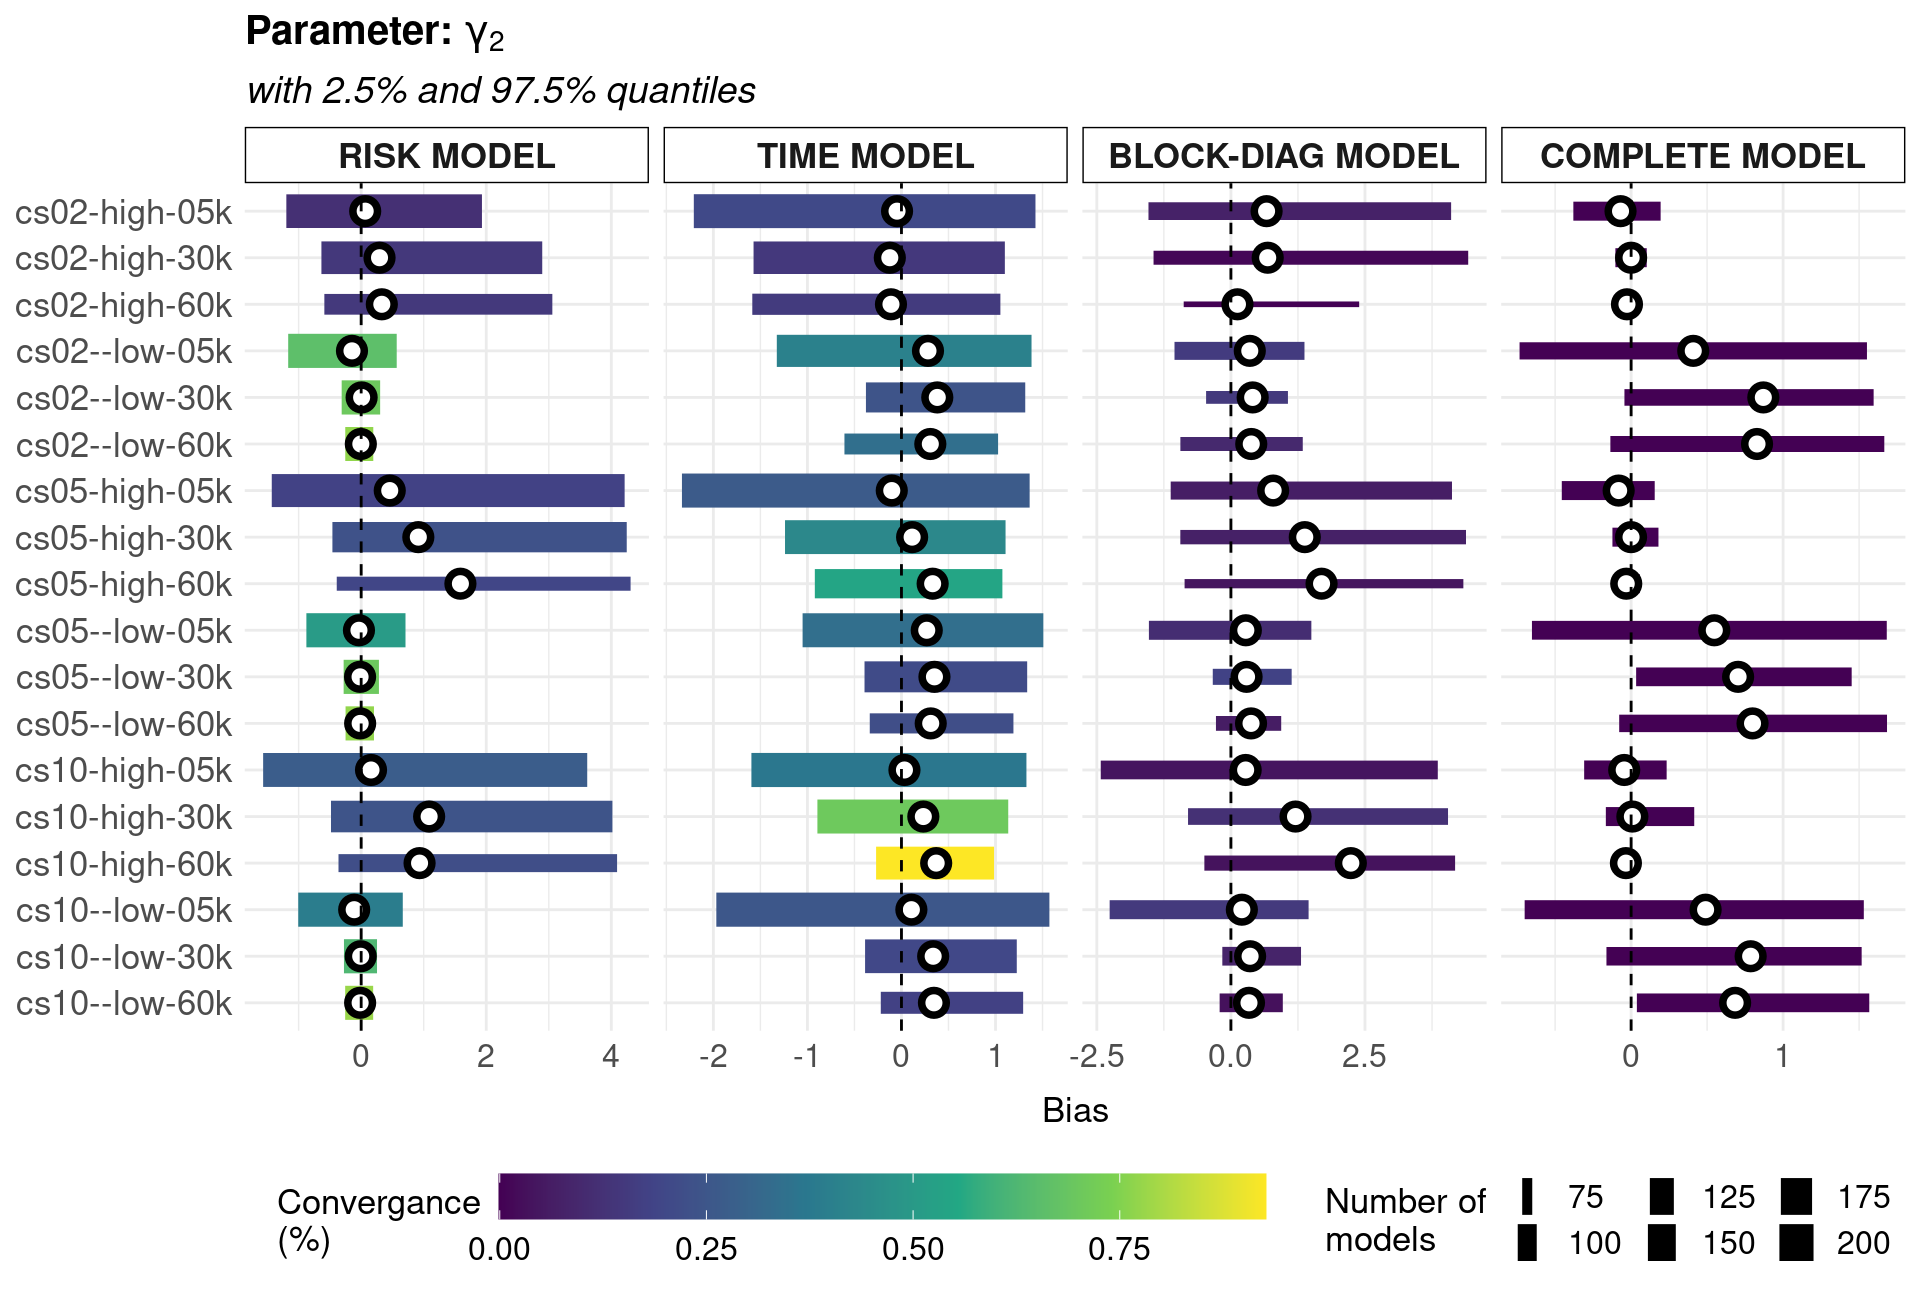 Parameter: γ₂
with 2.5% and 97.5% quantiles
RISK MODEL TIME MODEL BLOCK-DIAG MODEL COMPLETE MODEL
cs02-high-05k
cs02-high-30k
cs02-high-60k
cs02--low-05k
cs02--low-30k
cs02--low-60k
cs05-high-05k
cs05-high-30k
cs05-high-60k
cs05--low-05k
cs05--low-30k
cs05--low-60k
cs10-high-05k
cs10-high-30k
cs10-high-60k
cs10--low-05k
cs10--low-30k
cs10--low-60k
0 2 4 -2 -1 0 1 -2.5 0.0 2.5 0 1
Bias
Convergance
(%)
0.00 0.25 0.50 0.75
Number of
models
75 125 175
100 150 200